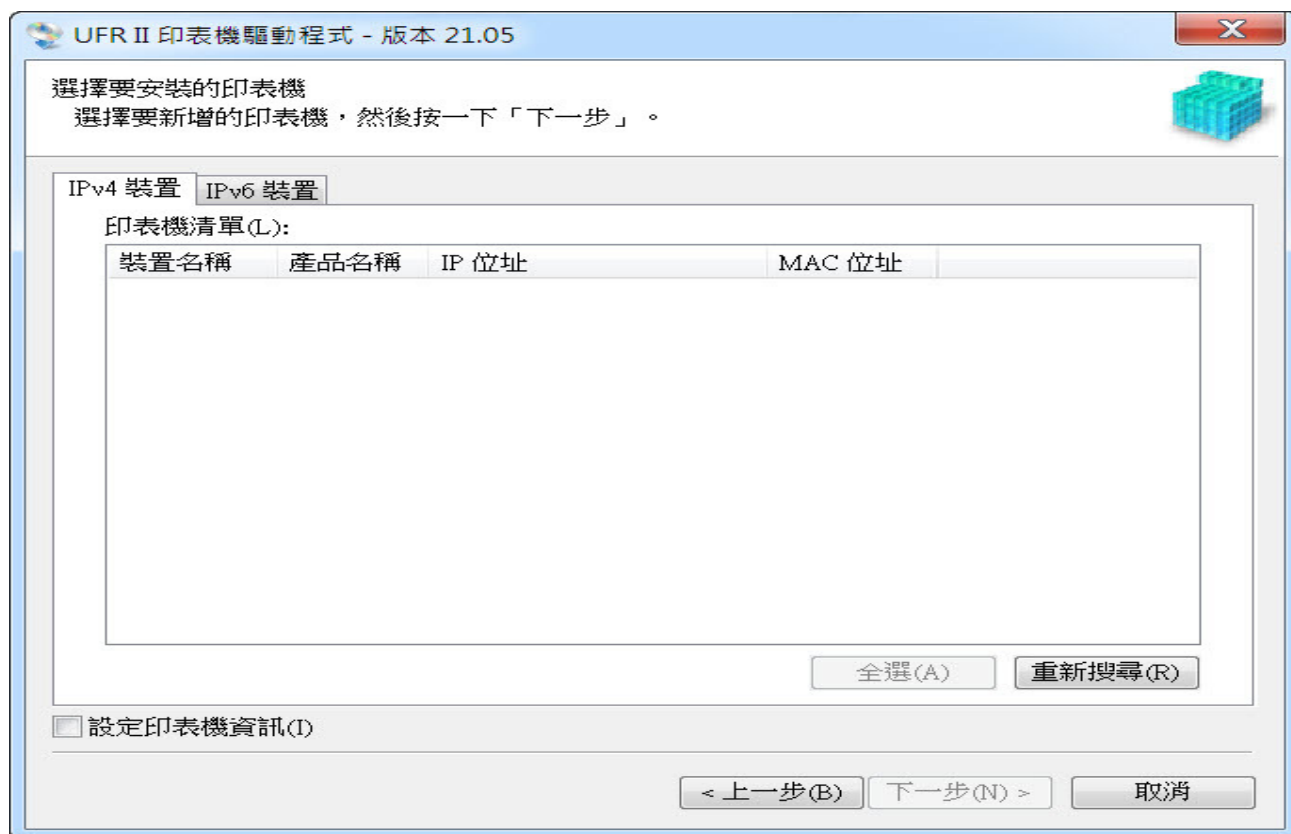 UFR II 印表機驅動程式 - 版本 21.05
選擇要安裝的印表機
選擇要新增的印表機，然後按一下「下一步」。
IPv4 裝置 IPv6 裝置
印表機清單(L):
裝置名稱 產品名稱 IP 位址 MAC 位址
全選(A) 重新搜尋(R)
設定印表機資訊(I)
< 上一步(B) 下一步(N) > 取消